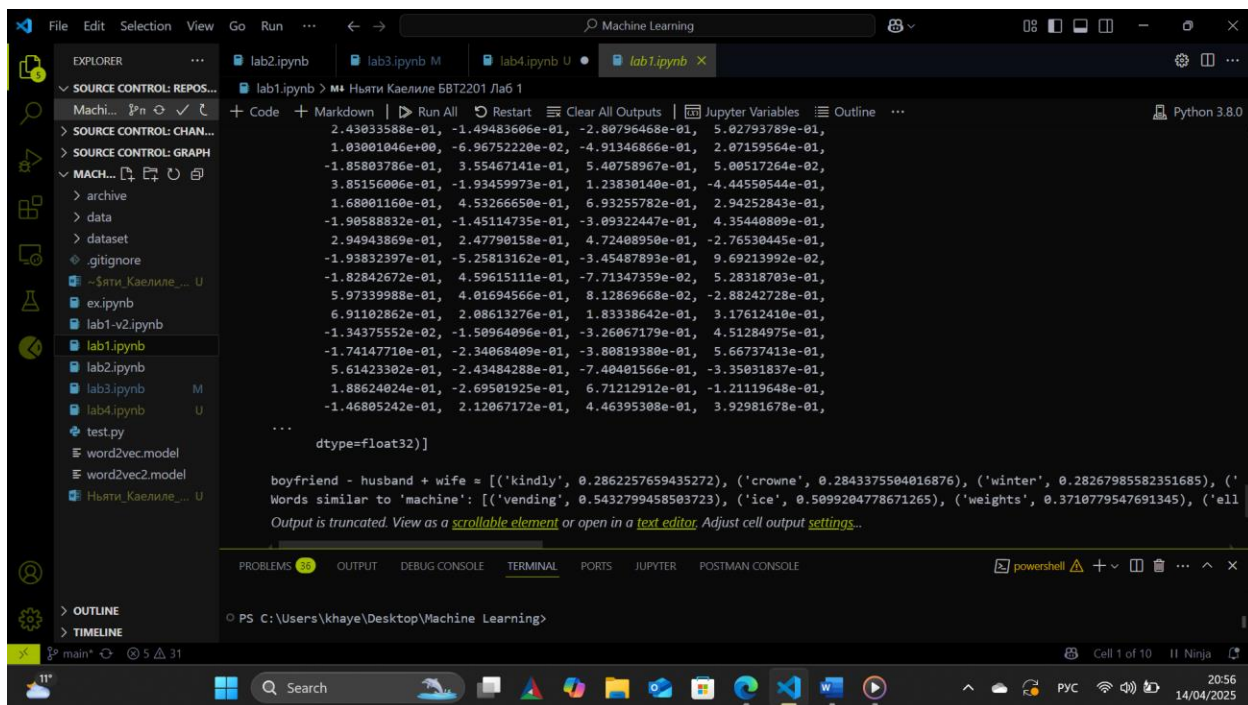 File Edit Selection View Go Run ... Machine Learning
EXPLORER ...
SOURCE CONTROL: REPOS...
Machi...
SOURCE CONTROL: CHAN...
SOURCE CONTROL: GRAPH
MACH...
archive
data
dataset
.gitignore
~$яти_Каелиле_... U
ex.ipynb
lab1-v2.ipynb
lab1.ipynb
lab2.ipynb
lab3.ipynb M
lab4.ipynb U
test.py
word2vec.model
word2vec2.model
Ньяти_Каелиле_... U
OUTLINE
TIMELINE
lab2.ipynb lab3.ipynb M lab4.ipynb U lab1.ipynb
lab1.ipynb > M↓ Ньяти Каелиле БВТ2201 Лаб 1
+ Code + Markdown Run All Restart Clear All Outputs Jupyter Variables Outline ... Python 3.8.0
2.43033588e-01, -1.49483606e-01, -2.80796468e-01, 5.02793789e-01,
1.03001046e+00, -6.96752220e-02, -4.91346866e-01, 2.07159564e-01,
-1.85803786e-01, 3.55467141e-01, 5.40758967e-01, 5.00517264e-02,
3.85156006e-01, -1.93459973e-01, 1.23830140e-01, -4.44550544e-01,
1.68001160e-01, 4.53266650e-01, 6.93255782e-01, 2.94252843e-01,
-1.90588832e-01, -1.45114735e-01, -3.09322447e-01, 4.35440809e-01,
2.94943869e-01, 2.47790158e-01, 4.72408950e-01, -2.76530445e-01,
-1.93832397e-01, -5.25813162e-01, -3.45487893e-01, 9.69213992e-02,
-1.82842672e-01, 4.59615111e-01, -7.71347359e-02, 5.28318703e-01,
5.97339988e-01, 4.01694566e-01, 8.12869668e-02, -2.88242728e-01,
6.91102862e-01, 2.08613276e-01, 1.83338642e-01, 3.17612410e-01,
-1.34375552e-02, -1.50964096e-01, -3.26067179e-01, 4.51284975e-01,
-1.74147710e-01, -2.34068409e-01, -3.80819380e-01, 5.66737413e-01,
5.61423302e-01, -2.43484288e-01, -7.40401566e-01, -3.35031837e-01,
1.88624024e-01, -2.69501925e-01, 6.71212912e-01, -1.21119648e-01,
-1.46805242e-01, 2.12067172e-01, 4.46395308e-01, 3.92981678e-01,
...
dtype=float32)]
boyfriend - husband + wife ≈ [('kindly', 0.2862257659435272), ('crowne', 0.2843375504016876), ('winter', 0.2826798558235168­5), ('
Words similar to 'machine': [('vending', 0.5432799458503723), ('ice', 0.5099204778671265), ('weights', 0.3710779547691345), ('ell
Output is truncated. View as a scrollable element or open in a text editor. Adjust cell output settings...
PROBLEMS 36 OUTPUT DEBUG CONSOLE TERMINAL PORTS JUPYTER POSTMAN CONSOLE powershell
PS C:\Users\khaye\Desktop\Machine Learning>
main* 5 31 Cell 1 of 10 Ninja
11° Search РУС 20:56
14/04/2025